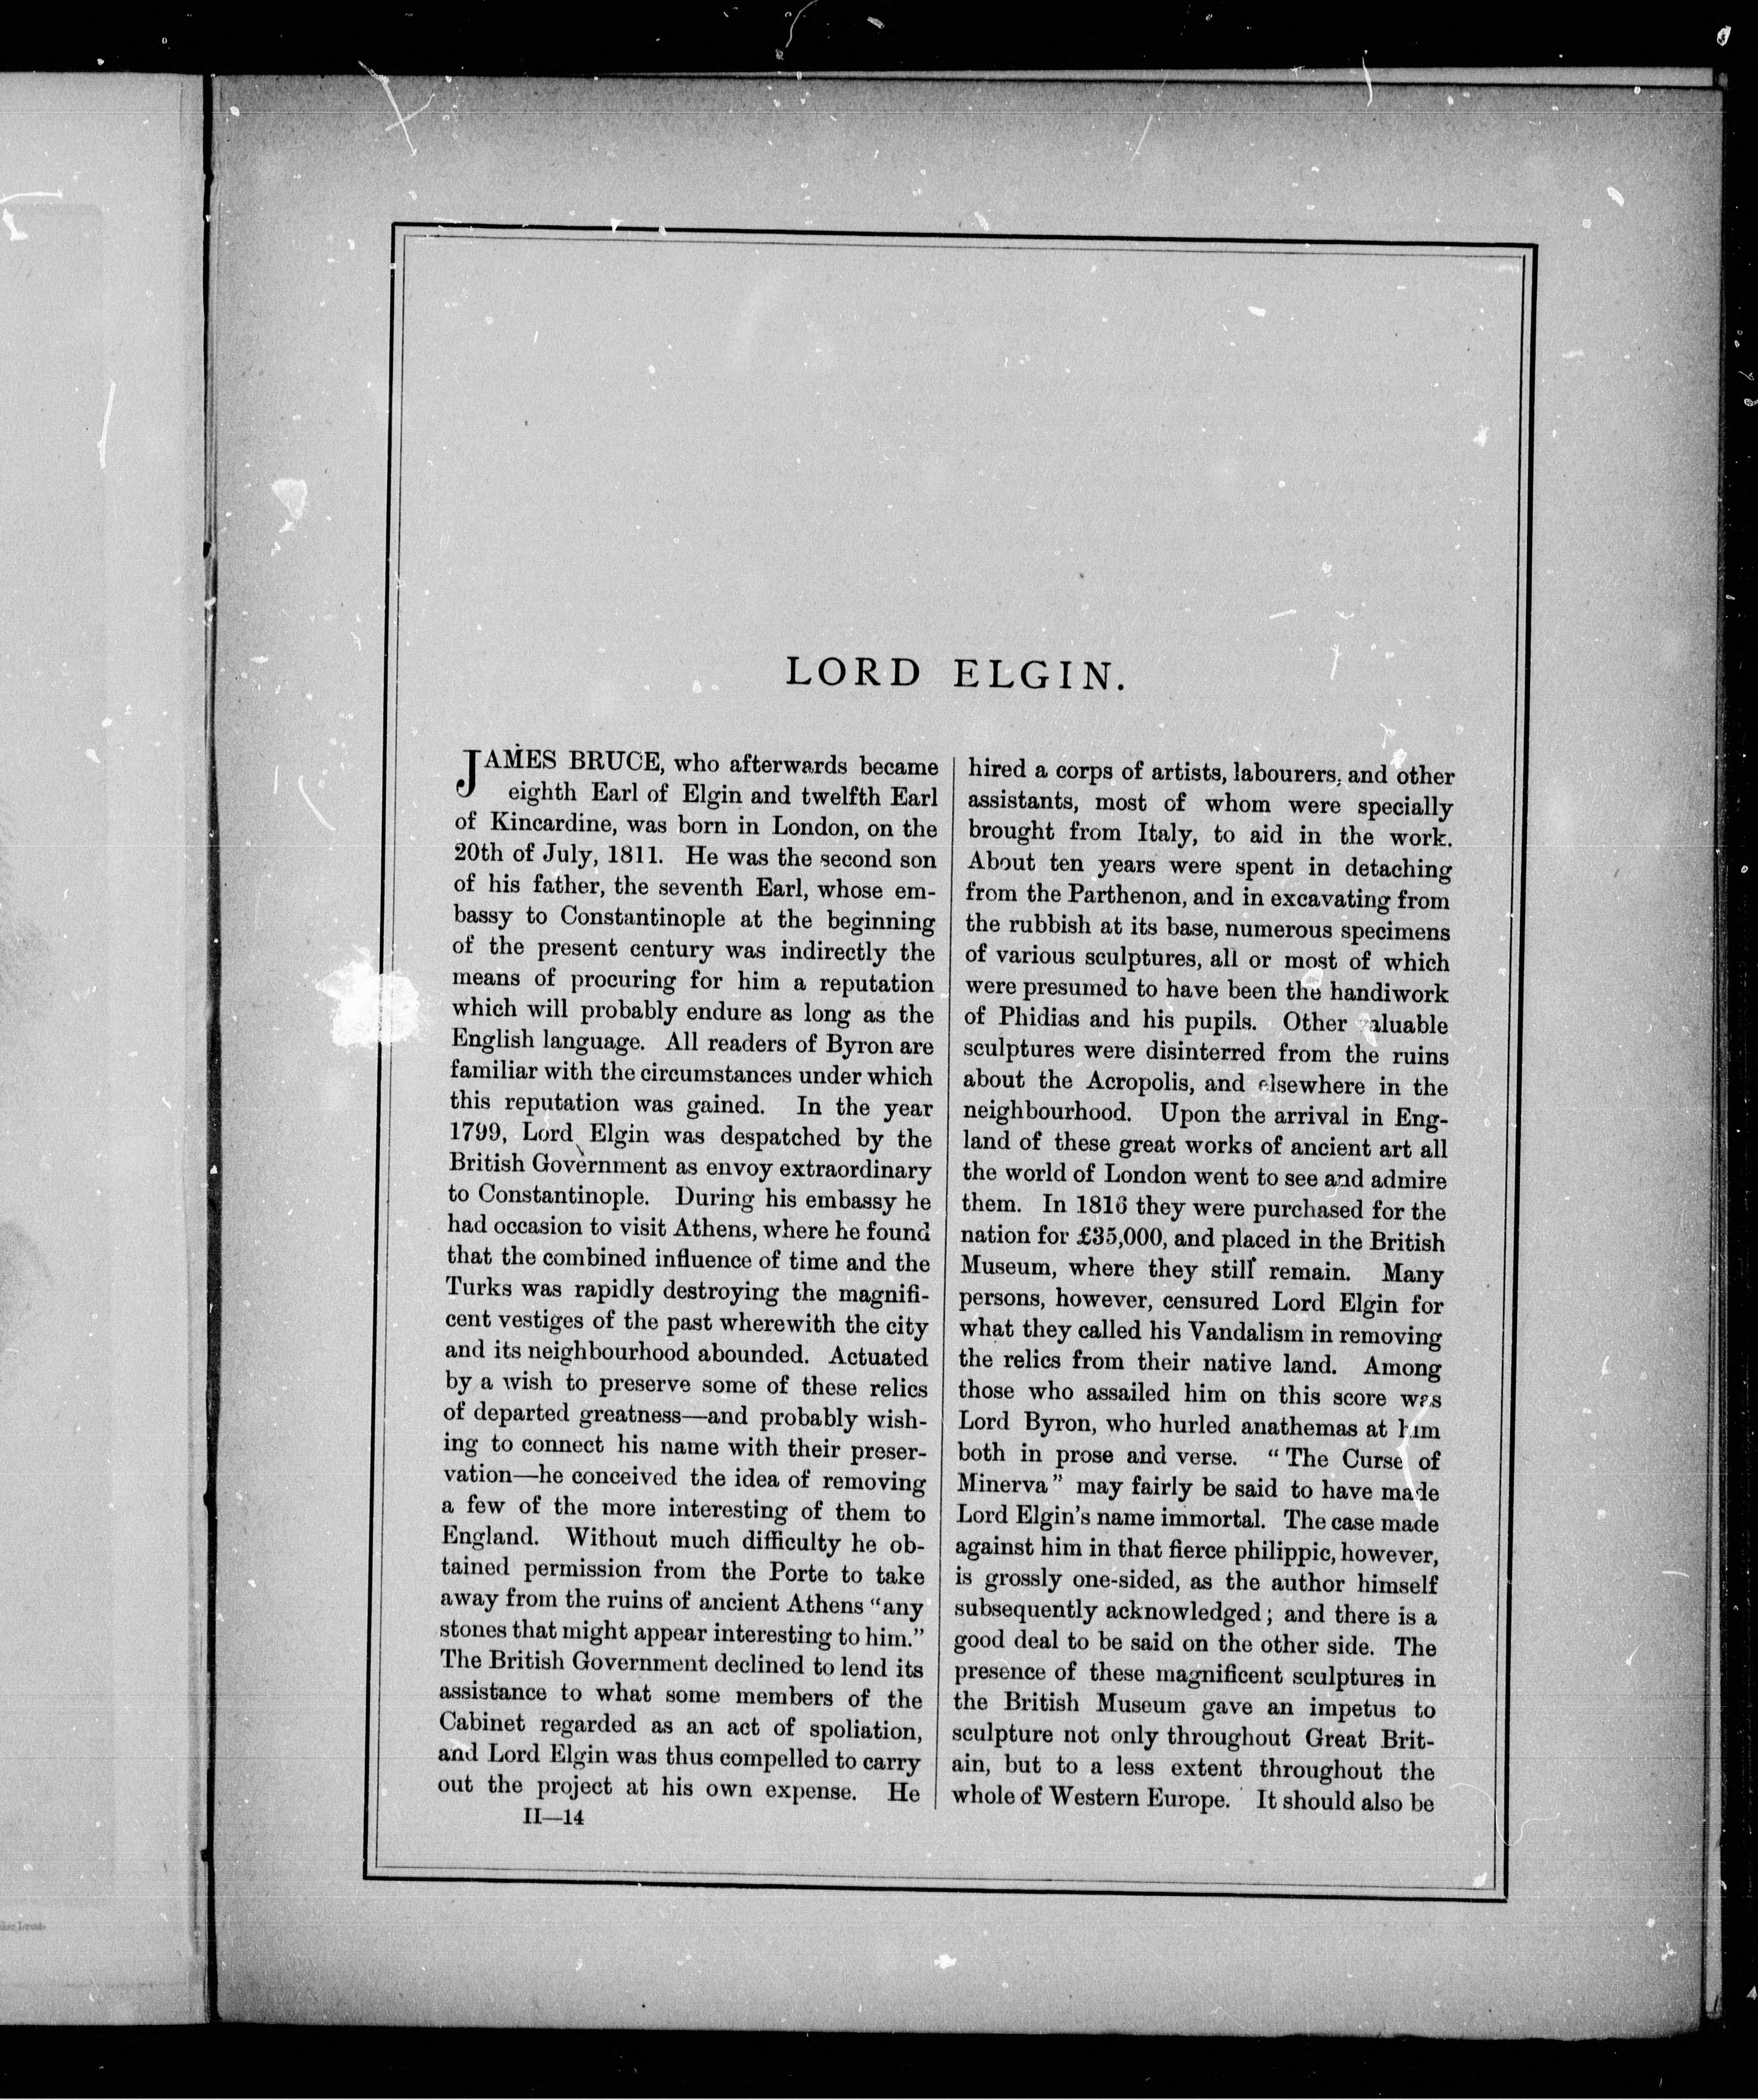 LORD ELGIN.
JAMES BRUCE, who afterwards became
eighth Earl of Elgin and twelfth Earl
of Kincardine, was born in London, on the
20th of July, 1811. He was the second son
of his father, the seventh Earl, whose em-
bassy to Constantinople at the beginning
of the present century was indirectly the
means of procuring for him a reputation
which will probably endure as long as the
English language. All readers of Byron are
familiar with the circumstances under which
this reputation was gained. In the year
1799, Lord Elgin was despatched by the
British Government as envoy extraordinary
to Constantinople. During his embassy he
had occasion to visit Athens, where he found
that the combined influence of time and the
Turks was rapidly destroying the magnifi-
cent vestiges of the past wherewith the city
and its neighbourhood abounded. Actuated
by a wish to preserve some of these relics
of departed greatness—and probably wish-
ing to connect his name with their preser-
vation—he conceived the idea of removing
a few of the more interesting of them to
England. Without much difficulty he ob-
tained permission from the Porte to take
away from the ruins of ancient Athens "any
stones that might appear interesting to him."
The British Government declined to lend its
assistance to what some members of the
Cabinet regarded as an act of spoliation,
and Lord Elgin was thus compelled to carry
out the project at his own expense. He
II—14
hired a corps of artists, labourers, and other
assistants, most of whom were specially
brought from Italy, to aid in the work.
About ten years were spent in detaching
from the Parthenon, and in excavating from
the rubbish at its base, numerous specimens
of various sculptures, all or most of which
were presumed to have been the handiwork
of Phidias and his pupils. Other valuable
sculptures were disinterred from the ruins
about the Acropolis, and elsewhere in the
neighbourhood. Upon the arrival in Eng-
land of these great works of ancient art all
the world of London went to see and admire
them. In 1816 they were purchased for the
nation for £35,000, and placed in the British
Museum, where they still remain. Many
persons, however, censured Lord Elgin for
what they called his Vandalism in removing
the relics from their native land. Among
those who assailed him on this score was
Lord Byron, who hurled anathemas at him
both in prose and verse. "The Curse of
Minerva" may fairly be said to have made
Lord Elgin's name immortal. The case made
against him in that fierce philippic, however,
is grossly one-sided, as the author himself
subsequently acknowledged; and there is a
good deal to be said on the other side. The
presence of these magnificent sculptures in
the British Museum gave an impetus to
sculpture not only throughout Great Brit-
ain, but to a less extent throughout the
whole of Western Europe. It should also be